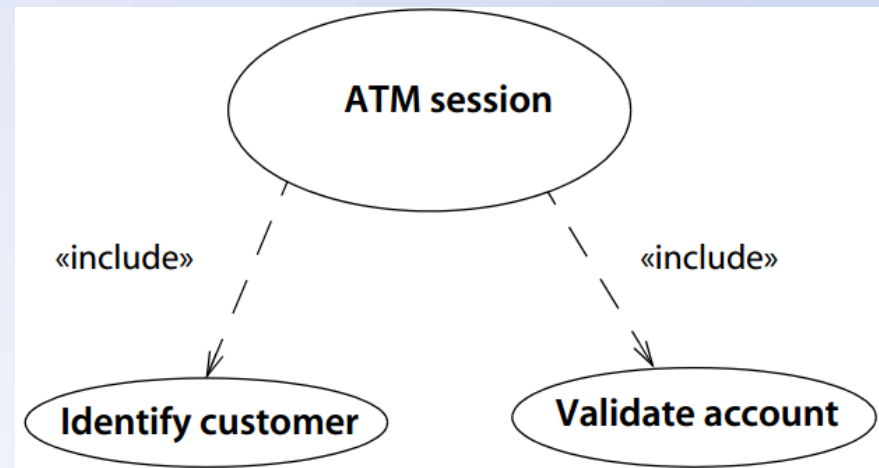 ATM session
«include»
«include»
Identify customer
Validate account